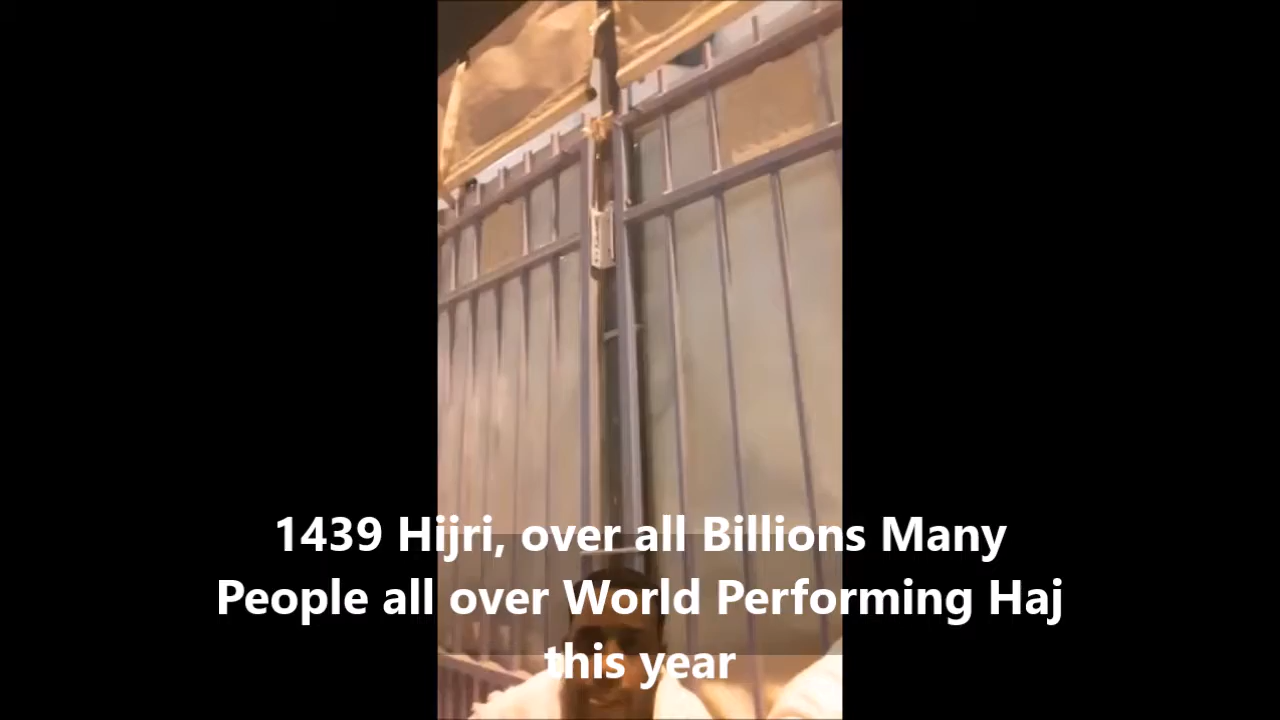 1439 Hijri, over all Billions Many
People all over World Performing Haj
this year